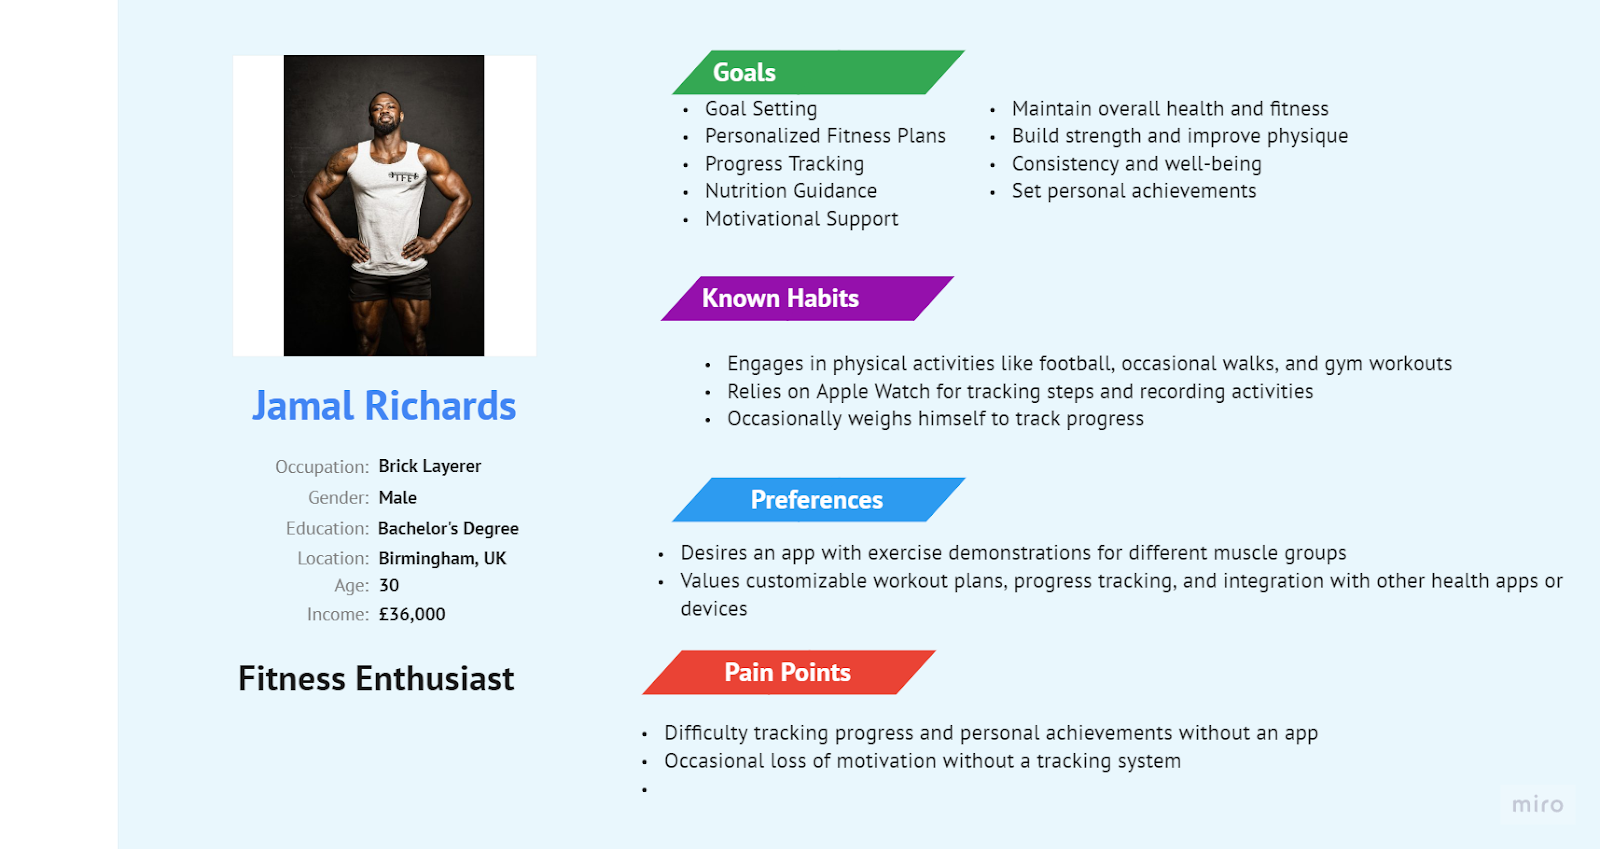 Jamal Richards
Occupation: Brick Layerer
Gender: Male
Education: Bachelor's Degree
Location: Birmingham, UK
Age: 30
Income: £36,000
Fitness Enthusiast
Goals
• Goal Setting
• Personalized Fitness Plans
• Progress Tracking
• Nutrition Guidance
• Motivational Support
• Maintain overall health and fitness
• Build strength and improve physique
• Consistency and well-being
• Set personal achievements
Known Habits
• Engages in physical activities like football, occasional walks, and gym workouts
• Relies on Apple Watch for tracking steps and recording activities
• Occasionally weighs himself to track progress
Preferences
• Desires an app with exercise demonstrations for different muscle groups
• Values customizable workout plans, progress tracking, and integration with other health apps or
devices
Pain Points
• Difficulty tracking progress and personal achievements without an app
• Occasional loss of motivation without a tracking system
•
miro